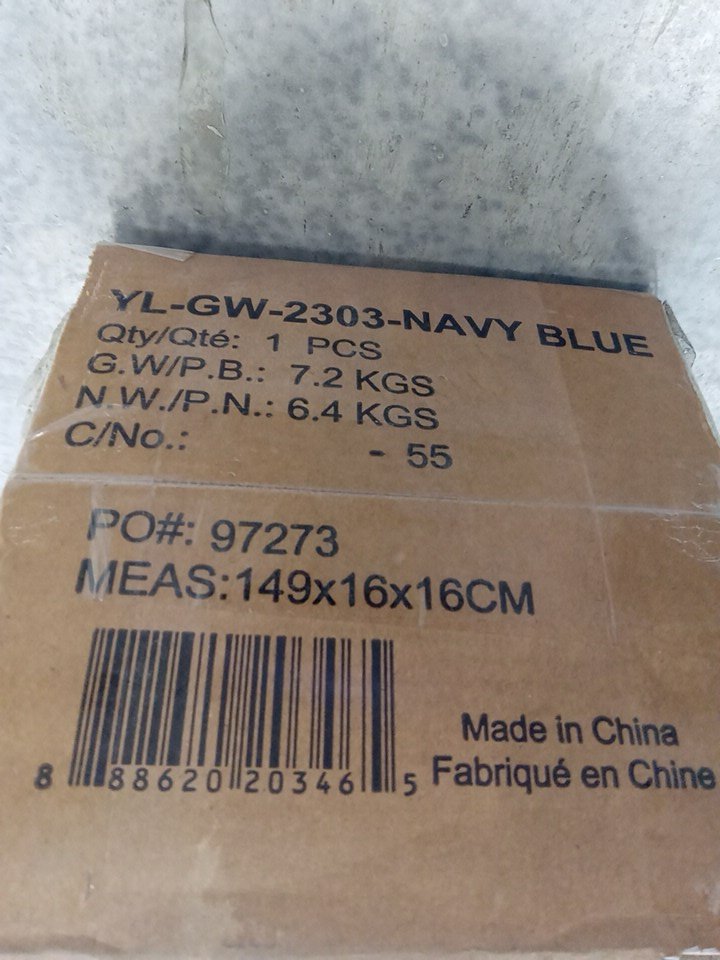 YL-GW-2303-NAVY BLUE
Qty/Qté: 1 PCS
G.W/P.B.: 7.2 KGS
N.W./P.N.: 6.4 KGS
C/No.: - 55
PO#: 97273
MEAS:149x16x16CM
Made in China
Fabriqué en Chine
8 88620 20346 5